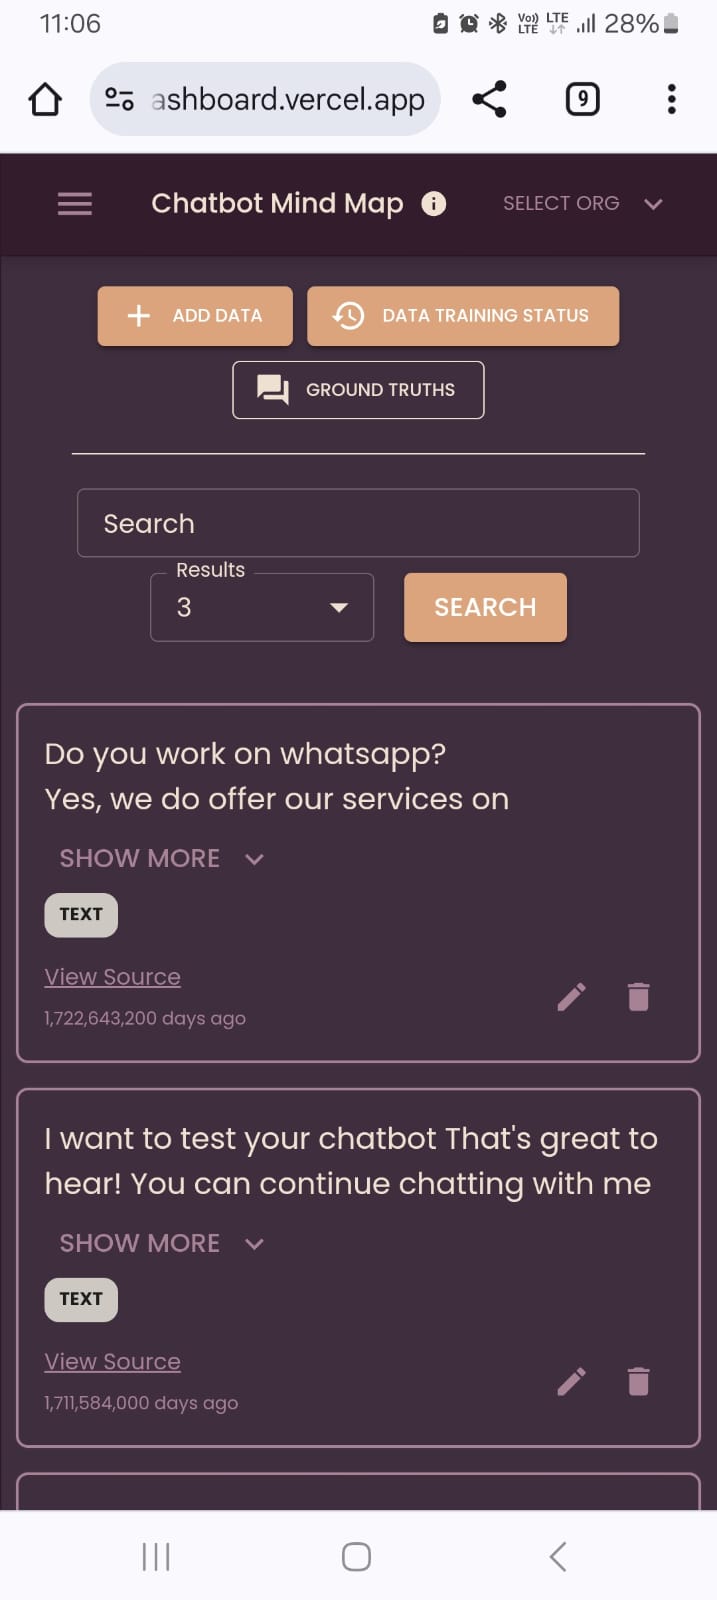 11:06
Vo)) LTE
LTE
28%
ashboard.vercel.app
9
Chatbot Mind Map
SELECT ORG
ADD DATA
DATA TRAINING STATUS
GROUND TRUTHS
Search
Results
3
SEARCH
Do you work on whatsapp?
Yes, we do offer our services on
SHOW MORE
TEXT
View Source
1,722,643,200 days ago
I want to test your chatbot That's great to
hear! You can continue chatting with me
SHOW MORE
TEXT
View Source
1,711,584,000 days ago